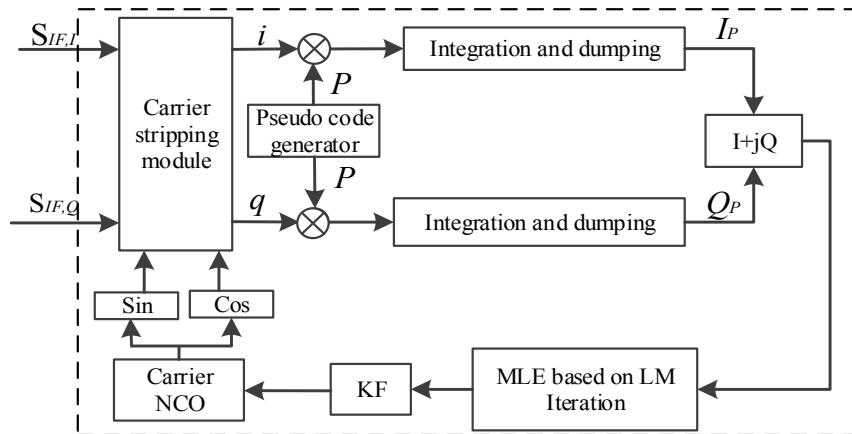 S_IF,I
i
Integration and dumping
I_P
P
Carrier
stripping
module
Pseudo code
generator
I+jQ
P
S_IF,Q
q
Integration and dumping
Q_P
Sin
Cos
Carrier
NCO
KF
MLE based on LM
Iteration